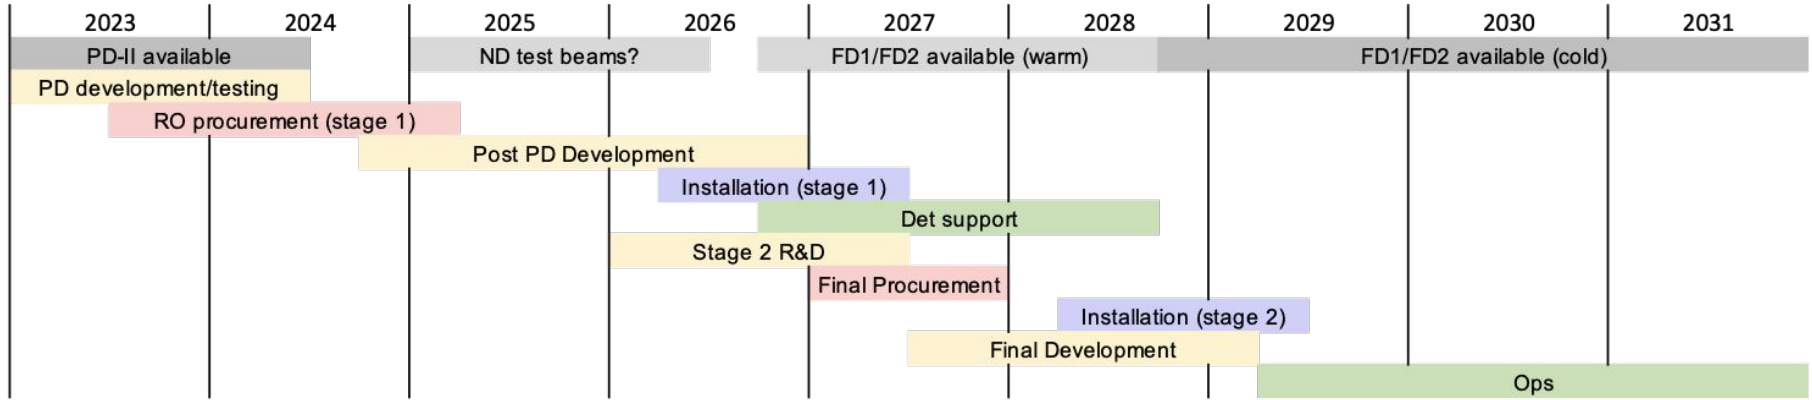 2023 2024 2025 2026 2027 2028 2029 2030 2031
PD-II available ND test beams? FD1/FD2 available (warm) FD1/FD2 available (cold)
PD development/testing
RO procurement (stage 1)
Post PD Development
Installation (stage 1)
Det support
Stage 2 R&D
Final Procurement
Installation (stage 2)
Final Development
Ops